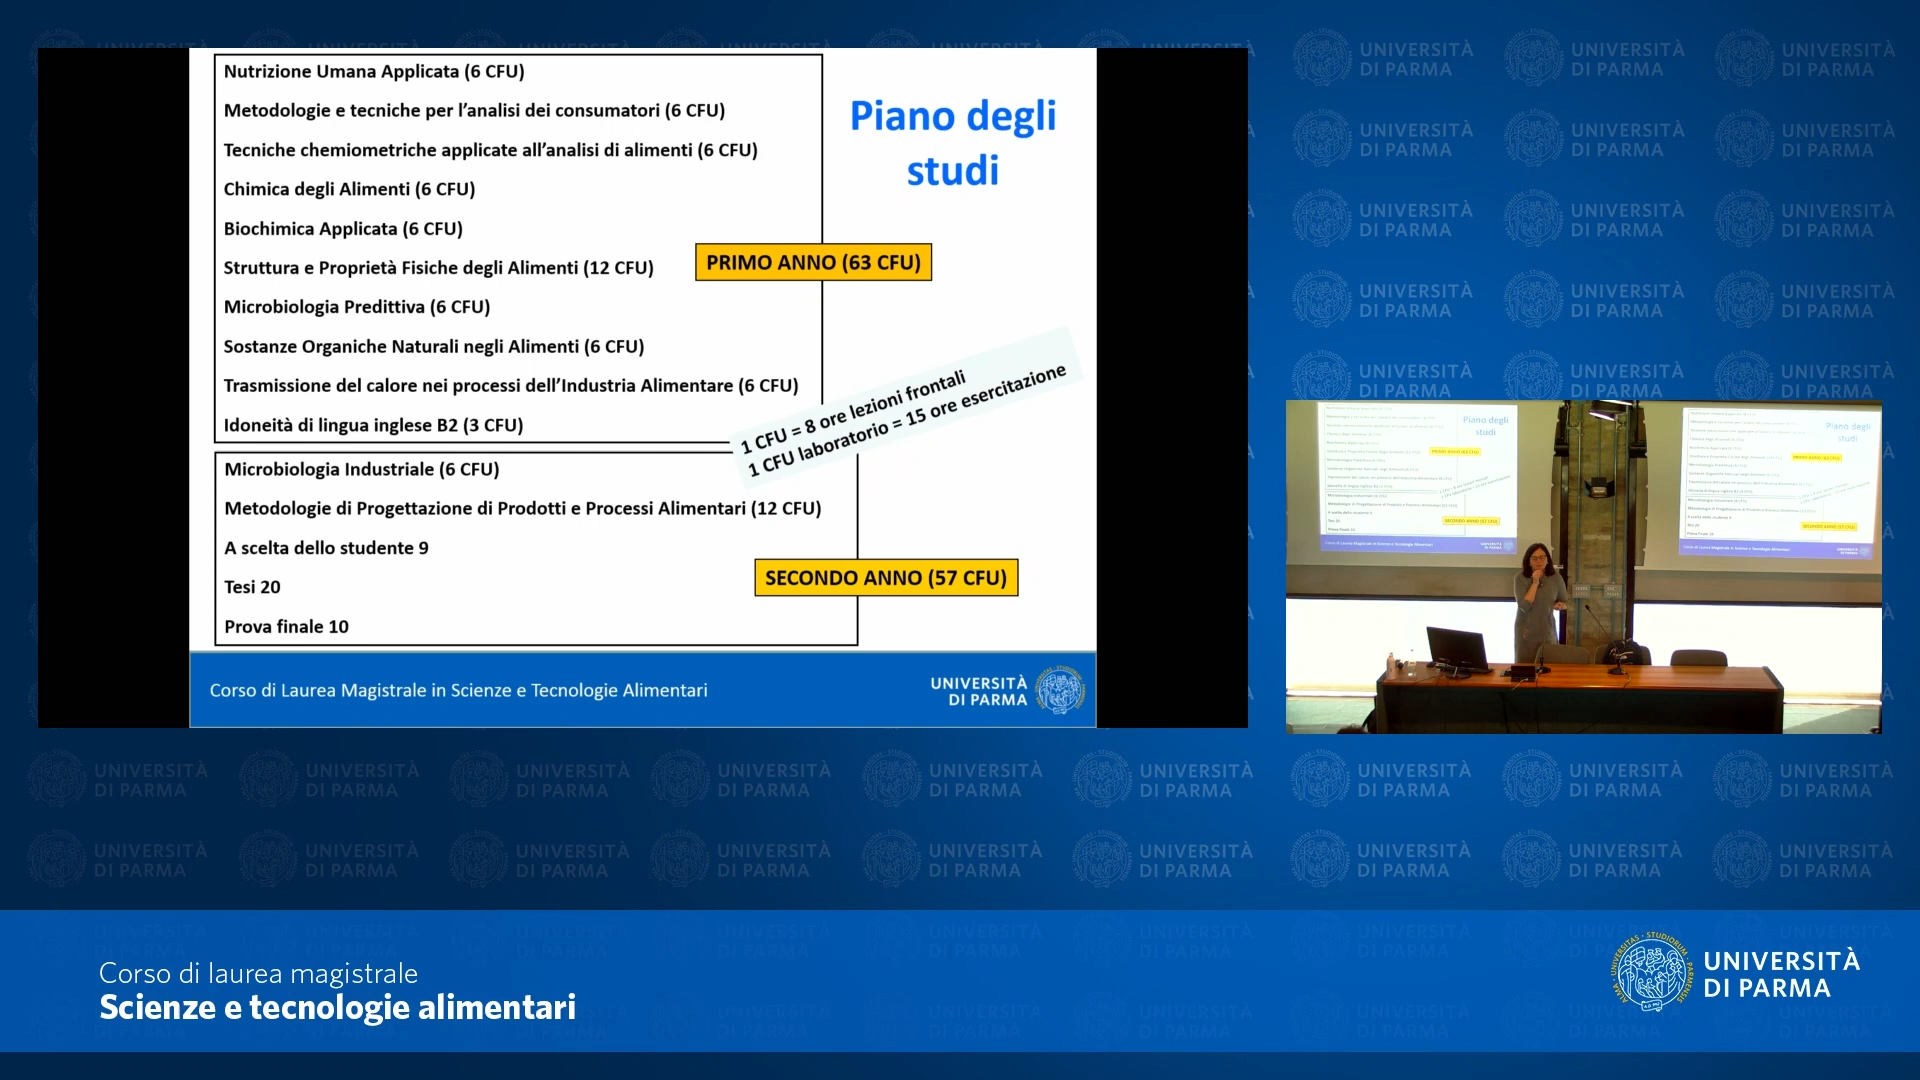 Nutrizione Umana Applicata (6 CFU)
Metodologie e tecniche per l'analisi dei consumatori (6 CFU)
Tecniche chemiometriche applicate all'analisi di alimenti (6 CFU)
Chimica degli Alimenti (6 CFU)
Biochimica Applicata (6 CFU)
Struttura e Proprietà Fisiche degli Alimenti (12 CFU)
Microbiologia Predittiva (6 CFU)
Sostanze Organiche Naturali negli Alimenti (6 CFU)
Trasmissione del calore nei processi dell'Industria Alimentare (6 CFU)
Idoneità di lingua inglese B2 (3 CFU)
Piano degli
studi
PRIMO ANNO (63 CFU)
1 CFU = 8 ore lezioni frontali
1 CFU laboratorio = 15 ore esercitazione
Microbiologia Industriale (6 CFU)
Metodologie di Progettazione di Prodotti e Processi Alimentari (12 CFU)
A scelta dello studente 9
Tesi 20
Prova finale 10
SECONDO ANNO (57 CFU)
Corso di Laurea Magistrale in Scienze e Tecnologie Alimentari
UNIVERSITÀ
DI PARMA
Corso di laurea magistrale
Scienze e tecnologie alimentari
UNIVERSITÀ
DI PARMA